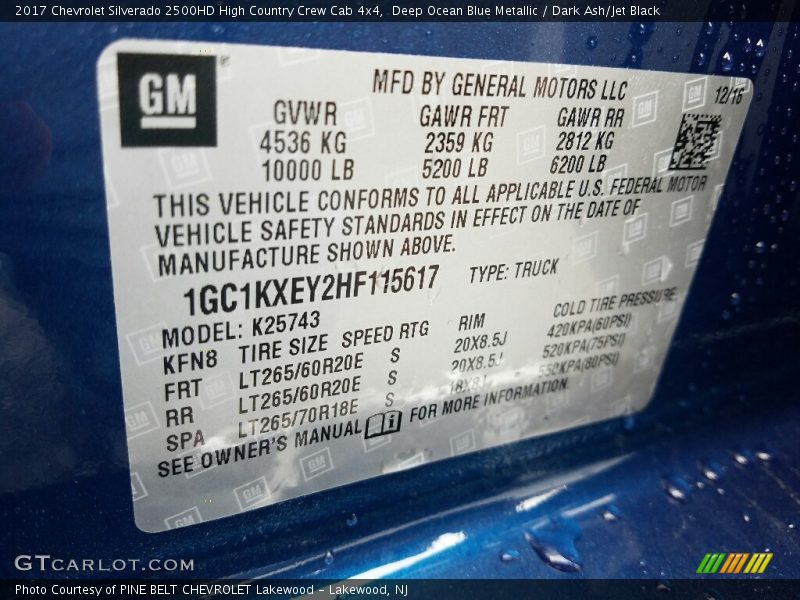 2017 Chevrolet Silverado 2500HD High Country Crew Cab 4x4, Deep Ocean Blue Metallic / Dark Ash/Jet Black
GM
MFD BY GENERAL MOTORS LLC
12/16
GVWR GAWR FRT GAWR RR
4536 KG 2359 KG 2812 KG
10000 LB 5200 LB 6200 LB
THIS VEHICLE CONFORMS TO ALL APPLICABLE U.S. FEDERAL MOTOR
VEHICLE SAFETY STANDARDS IN EFFECT ON THE DATE OF
MANUFACTURE SHOWN ABOVE.
1GC1KXEY2HF115617 TYPE: TRUCK
MODEL: K25743
KFN8 TIRE SIZE SPEED RTG RIM COLD TIRE PRESSURE
FRT LT265/60R20E S 20X8.5J 420KPA(60PSI)
RR LT265/60R20E S 20X8.5J 520KPA(75PSI)
SPA LT265/70R18E S 18X8J 550KPA(80PSI)
SEE OWNER'S MANUAL FOR MORE INFORMATION
GTCARLOT.COM
Photo Courtesy of PINE BELT CHEVROLET Lakewood - Lakewood, NJ